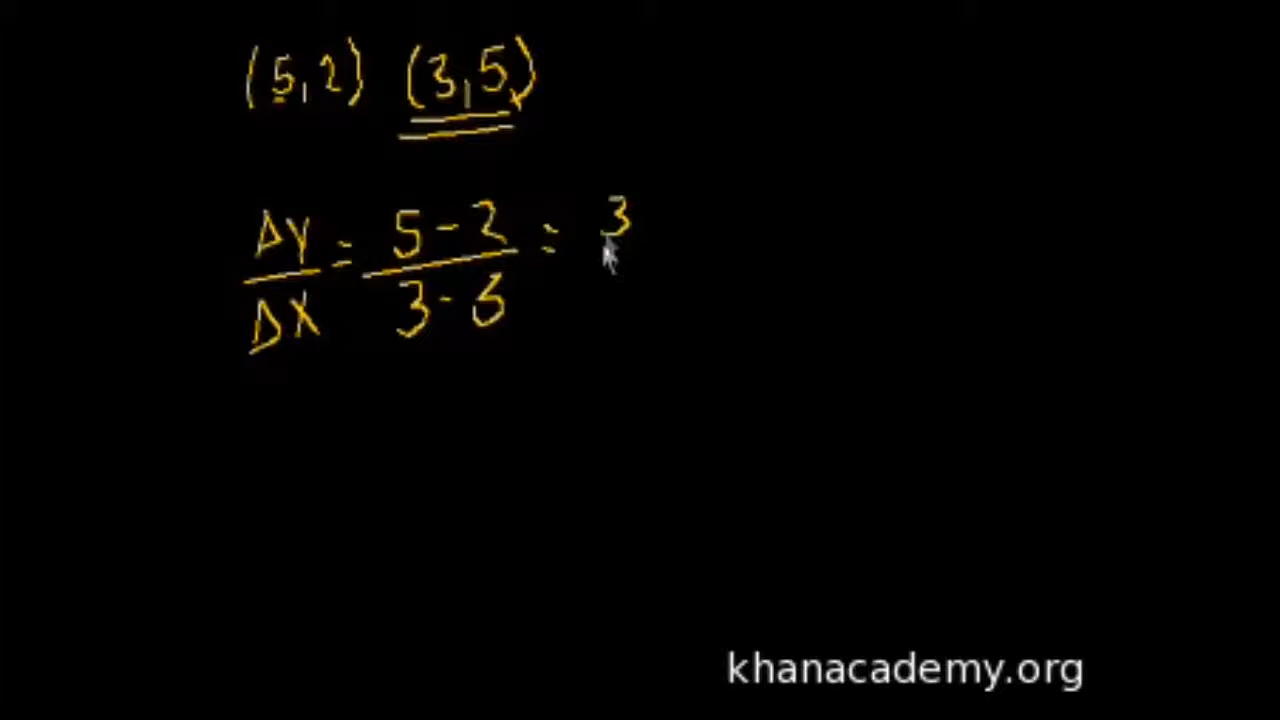 (5,2) (3,5)
ΔY = 5-2 = 3
ΔX 3-5
khanacademy.org